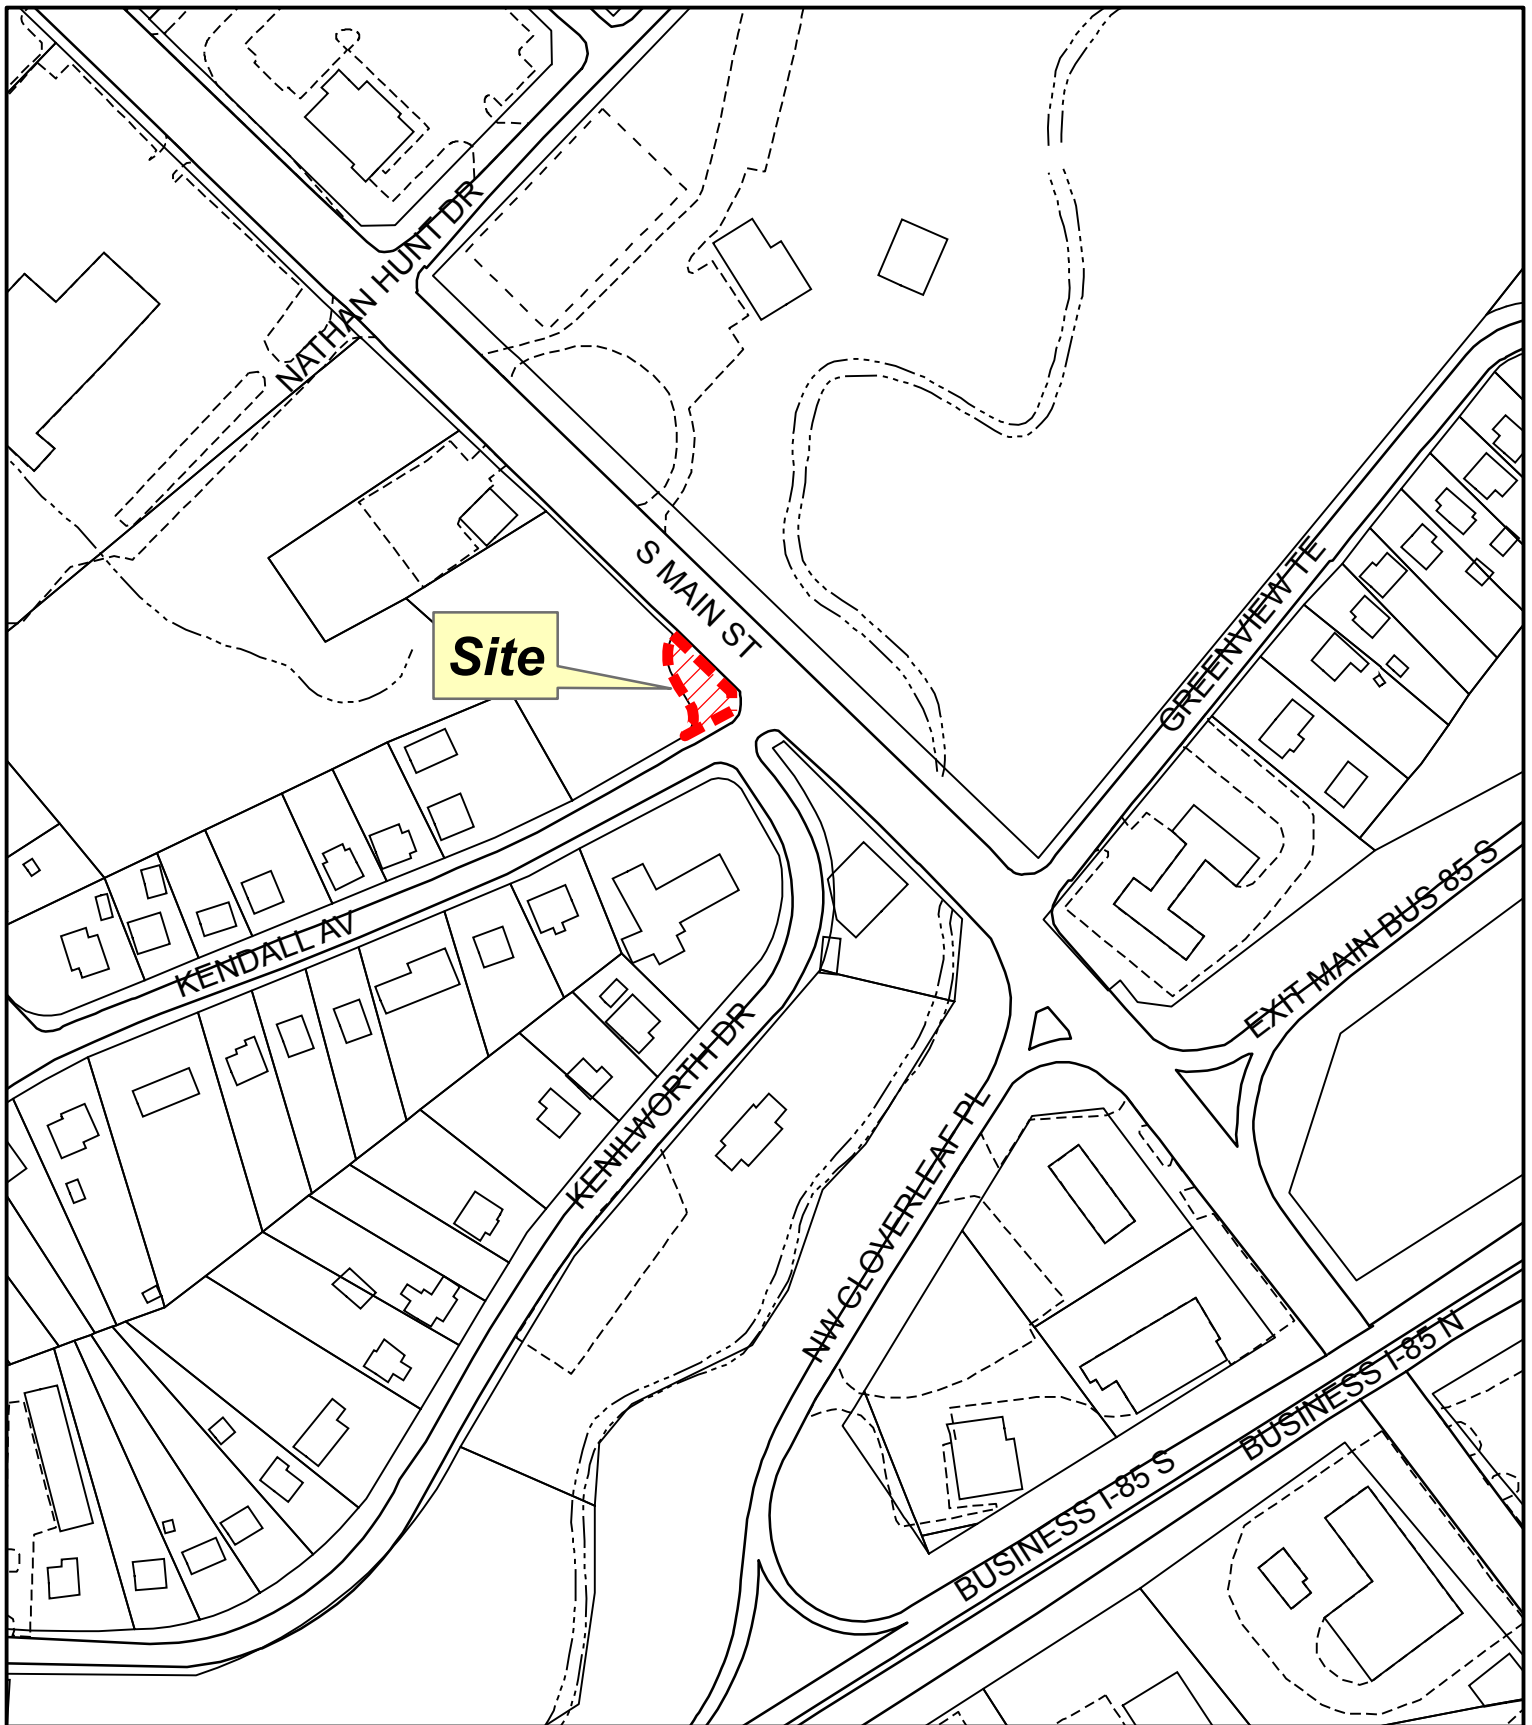 NATHAN HUNT DR
S MAIN ST
GREENVIEW TE
Site
EXIT MAIN BUS 85 S
KENDALL AV
KENILWORTH DR
NW CLOVERLEAF PL
BUSINESS I-85 N
BUSINESS I-85 S